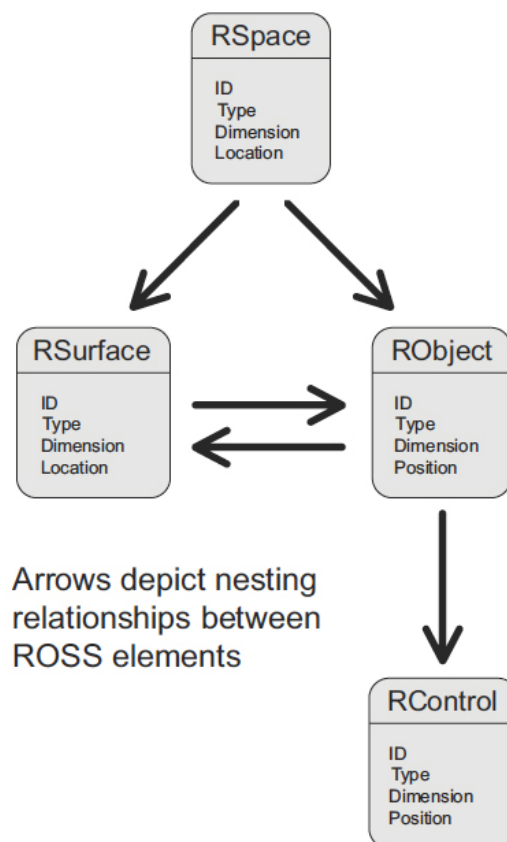 RSpace
ID
Type
Dimension
Location
RSurface
ID
Type
Dimension
Location
RObject
ID
Type
Dimension
Position
Arrows depict nesting
relationships between
ROSS elements
RControl
ID
Type
Dimension
Position